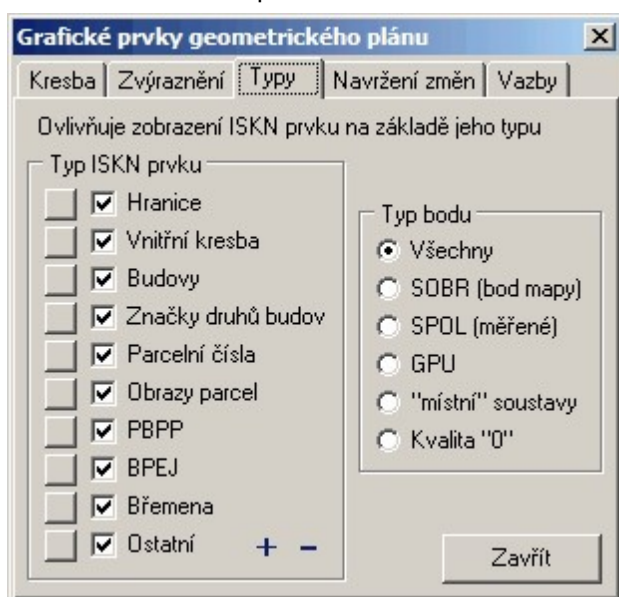 Grafické prvky geometrického plánu
Kresba Zvýraznění Typy Navržení změn Vazby
Ovlivňuje zobrazení ISKN prvku na základě jeho typu
Typ ISKN prvku
Hranice
Vnitřní kresba
Budovy
Značky druhů budov
Parcelní čísla
Obrazy parcel
PBPP
BPEJ
Břemena
Ostatní + -
Typ bodu
Všechny
SOBR (bod mapy)
SPOL (měřené)
GPU
"místní" soustavy
Kvalita "0"
Zavřít